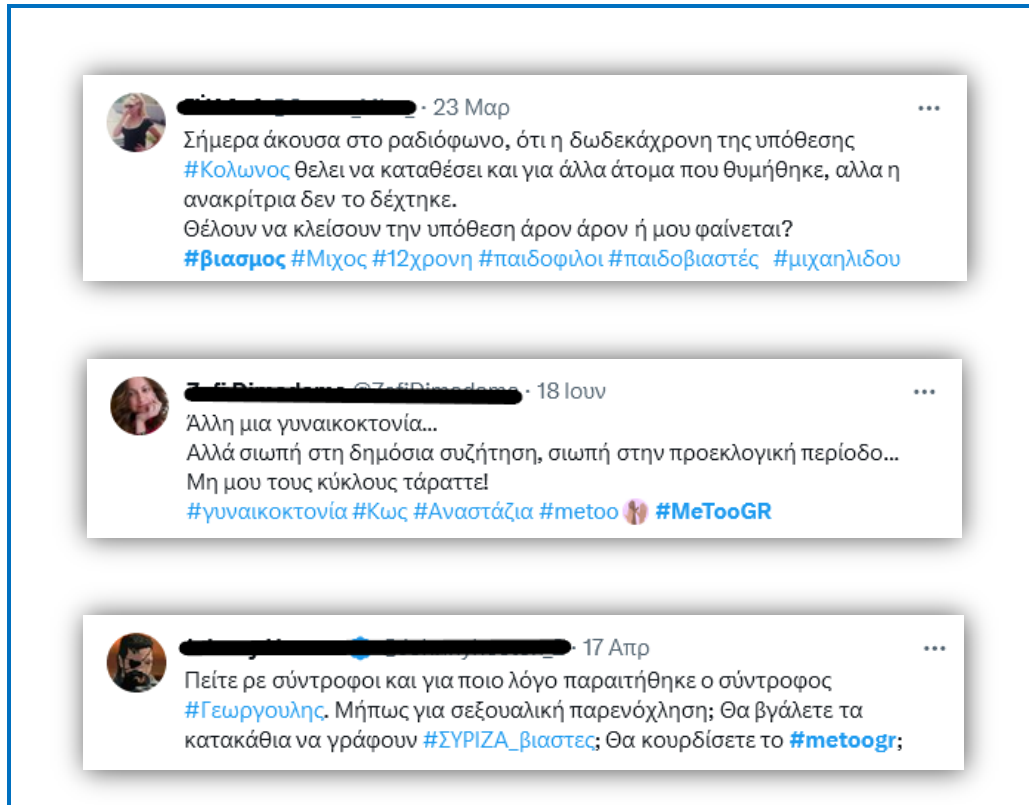 · 23 Μαρ
Σήμερα άκουσα στο ραδιόφωνο, ότι η δωδεκάχρονη της υπόθεσης
#Κολωνος θελει να καταθέσει και για άλλα άτομα που θυμήθηκε, αλλα η
ανακρίτρια δεν το δέχτηκε.
Θέλουν να κλείσουν την υπόθεση άρον άρον ή μου φαίνεται?
#βιασμος #Μιχος #12χρονη #παιδοφιλοι #παιδοβιαστές #μιχαηλιδου
· 18 Ιουν
Άλλη μια γυναικοκτονία...
Αλλά σιωπή στη δημόσια συζήτηση, σιωπή στην προεκλογική περίοδο...
Μη μου τους κύκλους τάραττε!
#γυναικοκτονία #Κως #Αναστάζια #metoo #MeTooGR
· 17 Απρ
Πείτε ρε σύντροφοι και για ποιο λόγο παραιτήθηκε ο σύντροφος
#Γεωργουλης. Μήπως για σεξουαλική παρενόχληση; Θα βγάλετε τα
κατακάθια να γράφουν #ΣΥΡΙΖΑ_βιαστες; Θα κουρδίσετε το #metoogr;